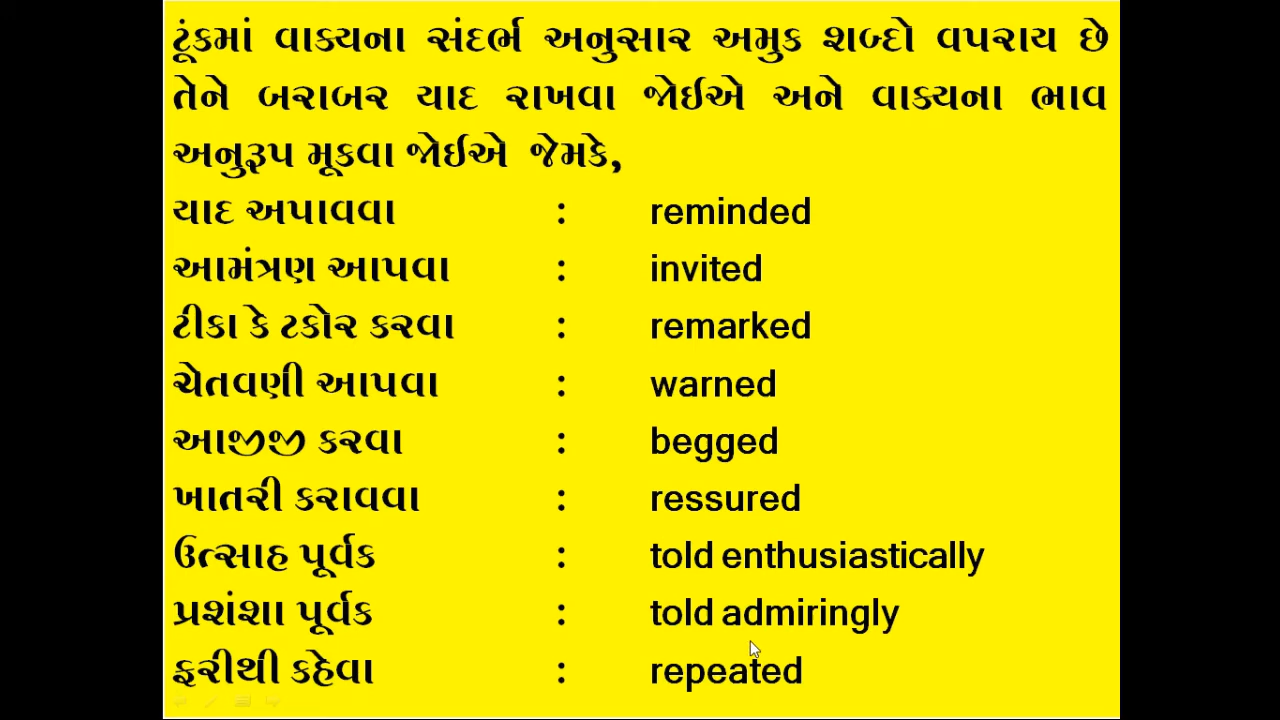 ટૂંકમાં વાક્યના સંદર્ભ અનુસાર અમુક શબ્દો વપરાય છે
તેને બરાબર યાદ રાખવા જોઈએ અને વાક્યના ભાવ
અનુરૂપ મૂકવા જોઈએ જેમકે,
યાદ અપાવવા : reminded
આમંત્રણ આપવા : invited
ટીકા કે ટકોર કરવા : remarked
ચેતવણી આપવા : warned
આજીજી કરવા : begged
ખાતરી કરાવવા : ressured
ઉત્સાહ પૂર્વક : told enthusiastically
પ્રશંશા પૂર્વક : told admiringly
ફરીથી કહેવા : repeated